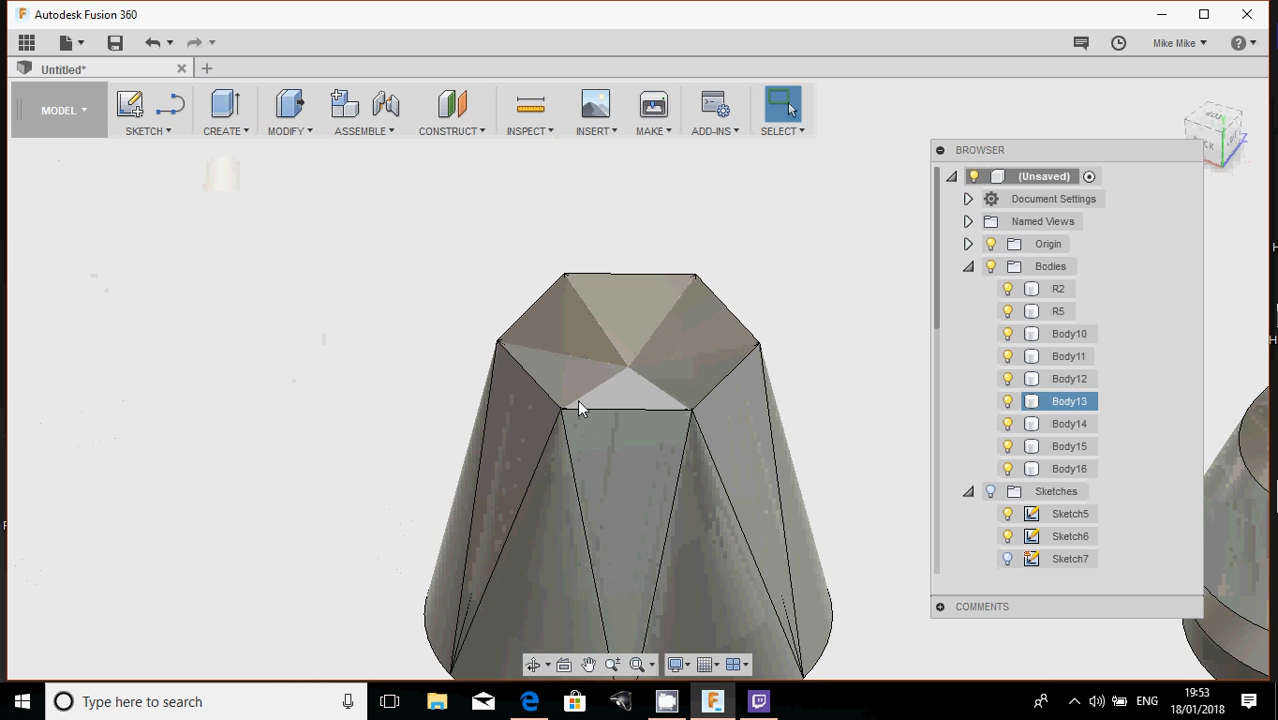 Autodesk Fusion 360
Mike Mike
Untitled*
MODEL
SKETCH
CREATE
MODIFY
ASSEMBLE
CONSTRUCT
INSPECT
INSERT
MAKE
ADD-INS
SELECT
BROWSER
(Unsaved)
Document Settings
Named Views
Origin
Bodies
R2
R5
Body10
Body11
Body12
Body13
Body14
Body15
Body16
Sketches
Sketch5
Sketch6
Sketch7
COMMENTS
Type here to search
ENG
19:53
18/01/2018